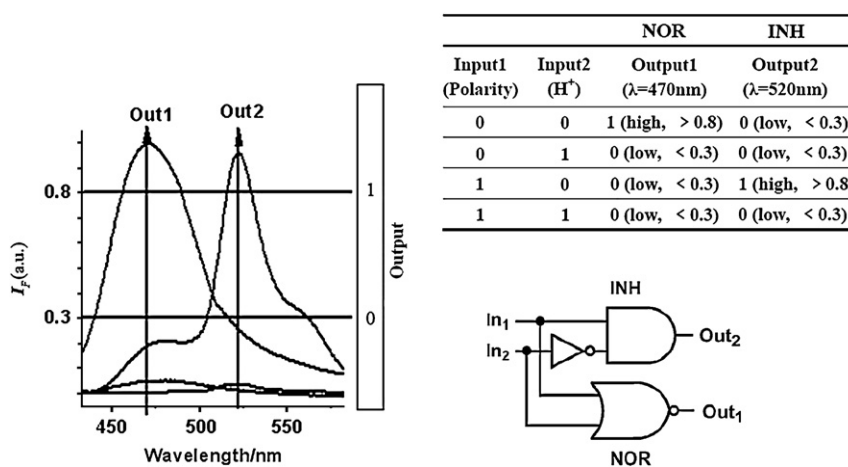 Out1 Out2
0.8
0.3
I_F(a.u.)
450 500 550
Wavelength/nm
1
0
Output
NOR INH
Input1 Input2 Output1 Output2
(Polarity) (H⁺) (λ=470nm) (λ=520nm)
0 0 1 (high, > 0.8) 0 (low, < 0.3)
0 1 0 (low, < 0.3) 0 (low, < 0.3)
1 0 0 (low, < 0.3) 1 (high, > 0.8
1 1 0 (low, < 0.3) 0 (low, < 0.3)
INH
In₁
In₂
Out₂
Out₁
NOR